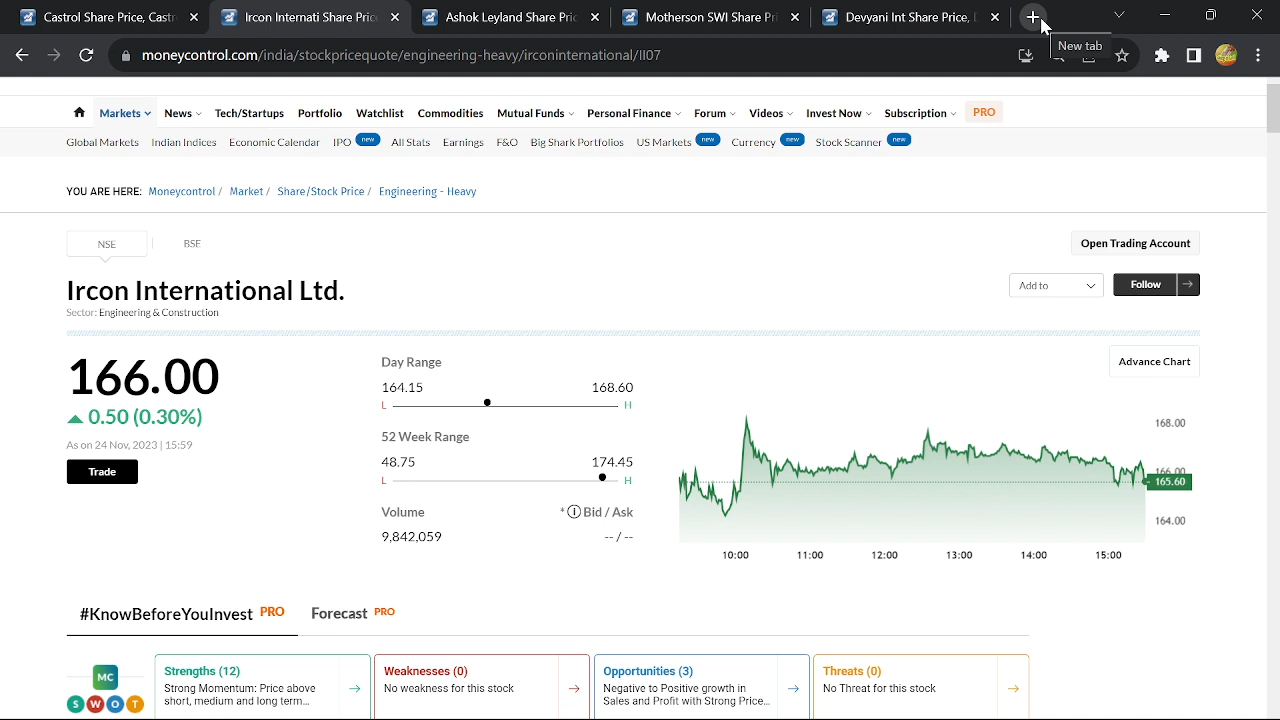 Castrol Share Price, Castr
Ircon Internati Share Pric
Ashok Leyland Share Pric
Motherson SWI Share Pri
Devyani Int Share Price, D
New tab
moneycontrol.com/india/stockpricequote/engineering-heavy/irconinternational/II07
Markets News Tech/Startups Portfolio Watchlist Commodities Mutual Funds Personal Finance Forum Videos Invest Now Subscription PRO
Global Markets Indian Indices Economic Calendar IPO new All Stats Earnings F&O Big Shark Portfolios US Markets new Currency new Stock Scanner new
YOU ARE HERE: Moneycontrol / Market / Share/Stock Price / Engineering - Heavy
NSE BSE
Open Trading Account
Ircon International Ltd.
Add to Follow
Sector: Engineering & Construction
166.00
0.50 (0.30%)
As on 24 Nov, 2023 | 15:59
Trade
Day Range
164.15 168.60
L H
52 Week Range
48.75 174.45
L H
Volume * i Bid / Ask
9,842,059 -- / --
Advance Chart
168.00
166.00
165.60
164.00
10:00 11:00 12:00 13:00 14:00 15:00
#KnowBeforeYouInvest PRO Forecast PRO
MC
S W O T
Strengths (12)
Strong Momentum: Price above
short, medium and long term...
Weaknesses (0)
No weakness for this stock
Opportunities (3)
Negative to Positive growth in
Sales and Profit with Strong Price...
Threats (0)
No Threat for this stock